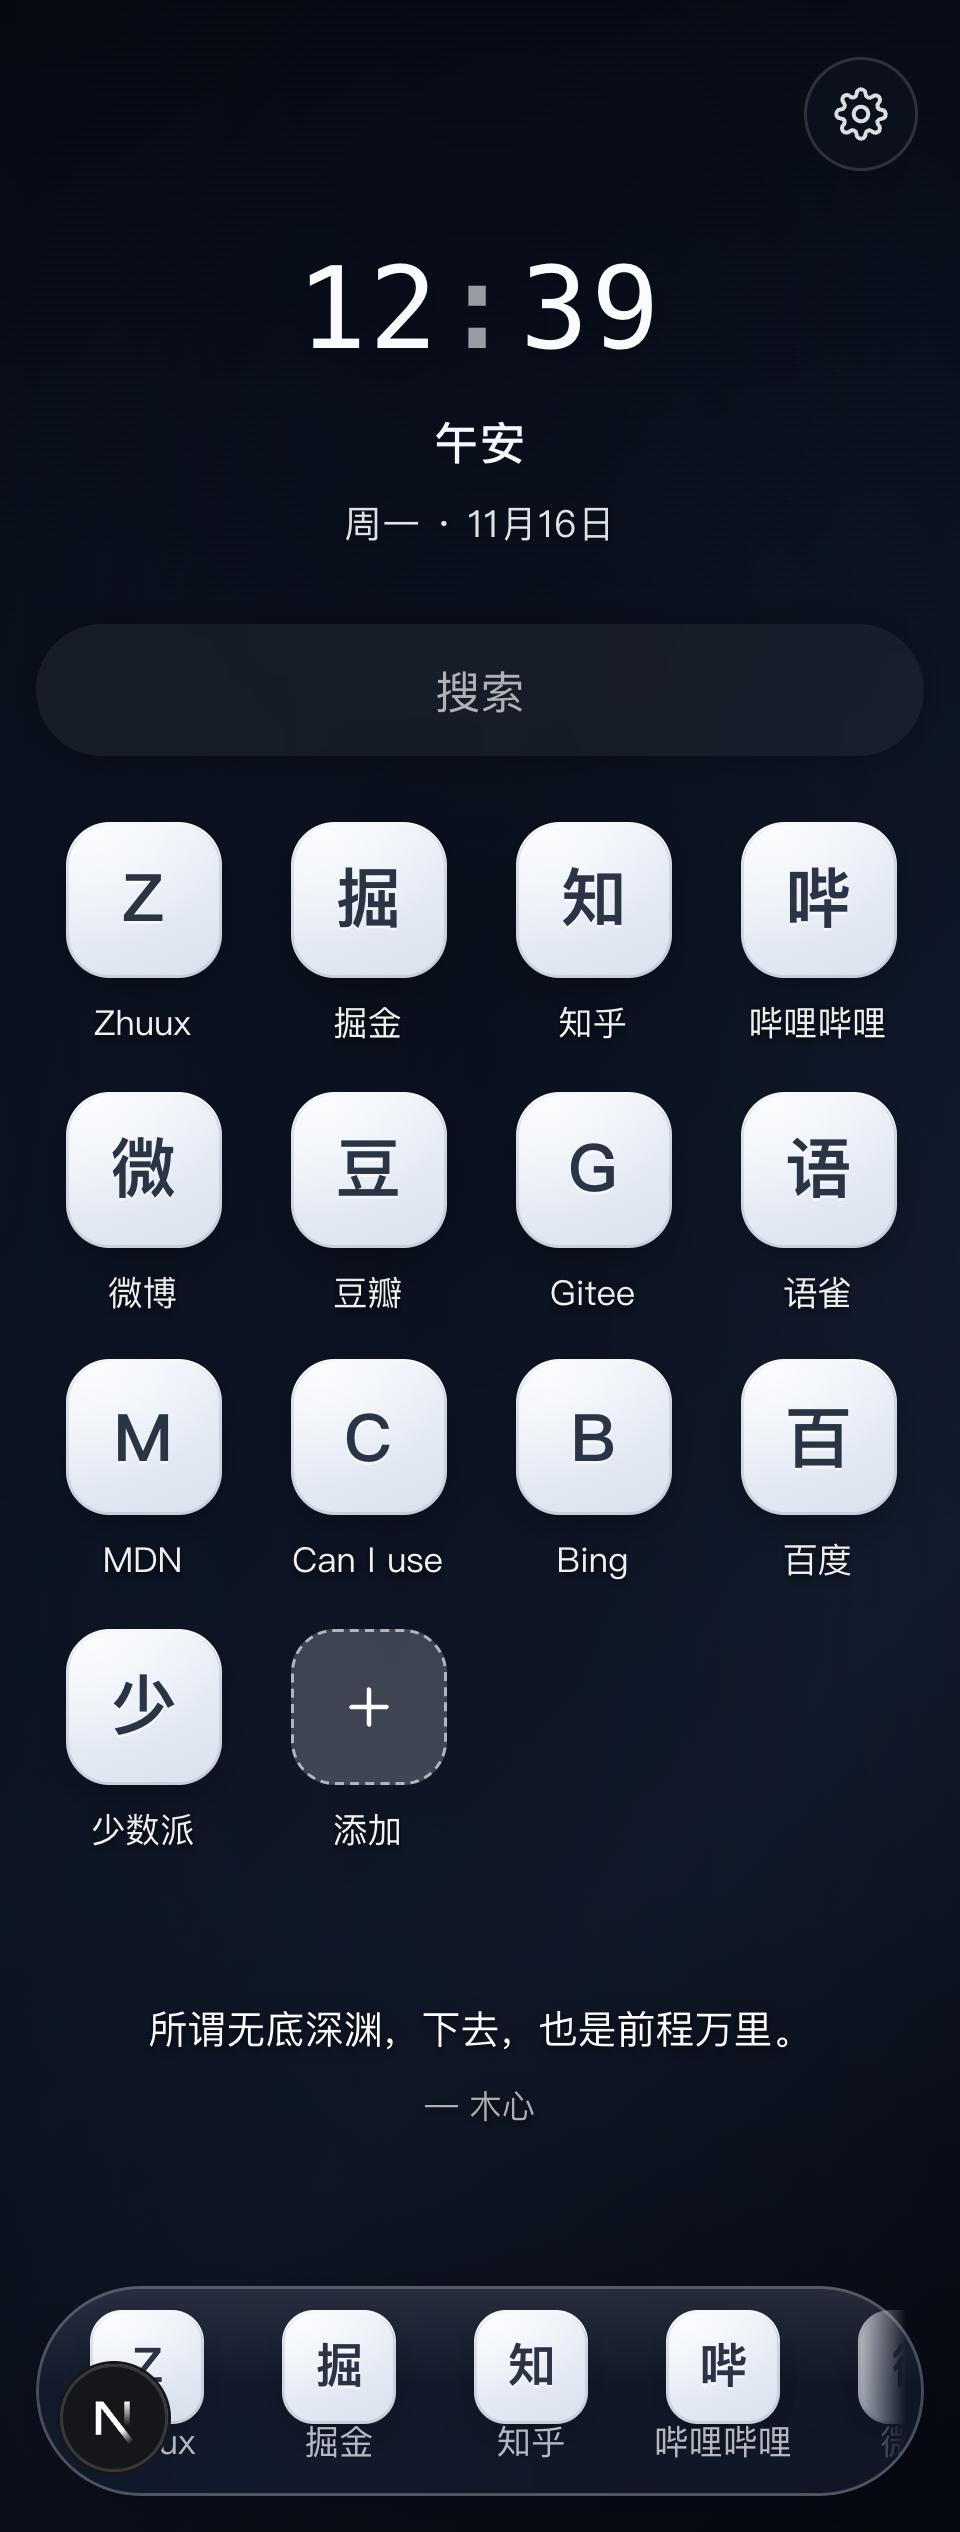 12:39
午安
周一 · 11月16日
搜索
Z 掘 知 哔
Zhuux 掘金 知乎 哔哩哔哩
微 豆 G 语
微博 豆瓣 Gitee 语雀
M C B 百
MDN Can I use Bing 百度
少 +
少数派 添加
所谓无底深渊，下去，也是前程万里。
— 木心
Z 掘 知 哔
N
ux 掘金 知乎 哔哩哔哩